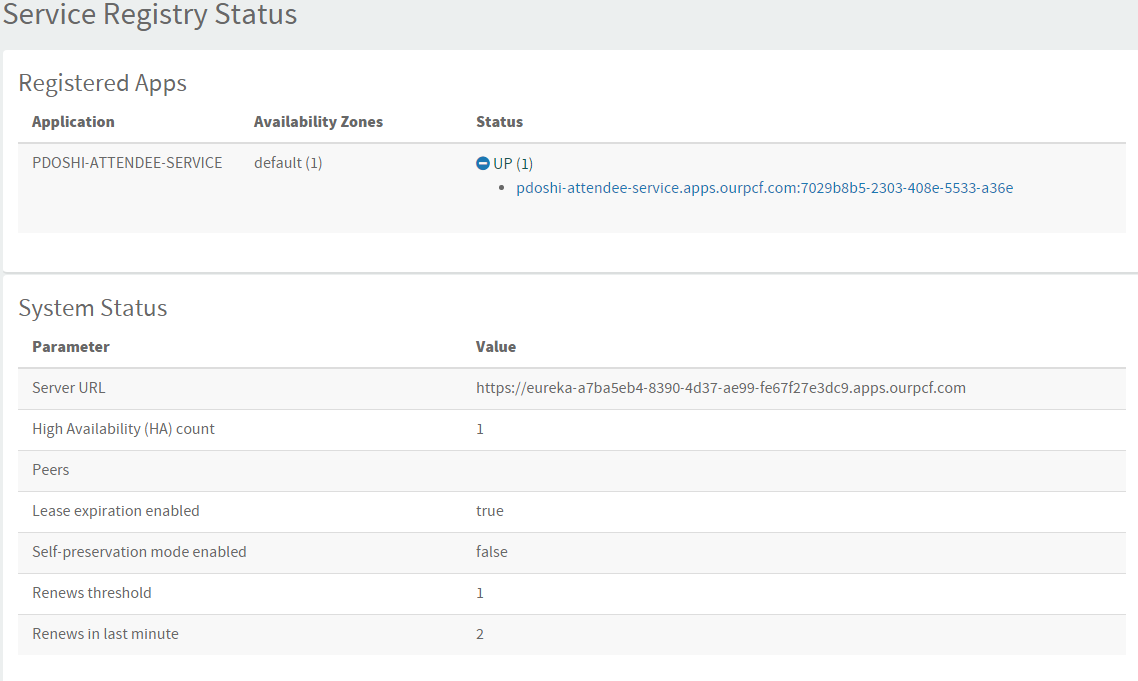 Service Registry Status
Registered Apps
Application Availability Zones Status
PDOSHI-ATTENDEE-SERVICE default (1) UP (1)
pdoshi-attendee-service.apps.ourpcf.com:7029b8b5-2303-408e-5533-a36e
System Status
Parameter Value
Server URL https://eureka-a7ba5eb4-8390-4d37-ae99-fe67f27e3dc9.apps.ourpcf.com
High Availability (HA) count 1
Peers
Lease expiration enabled true
Self-preservation mode enabled false
Renews threshold 1
Renews in last minute 2